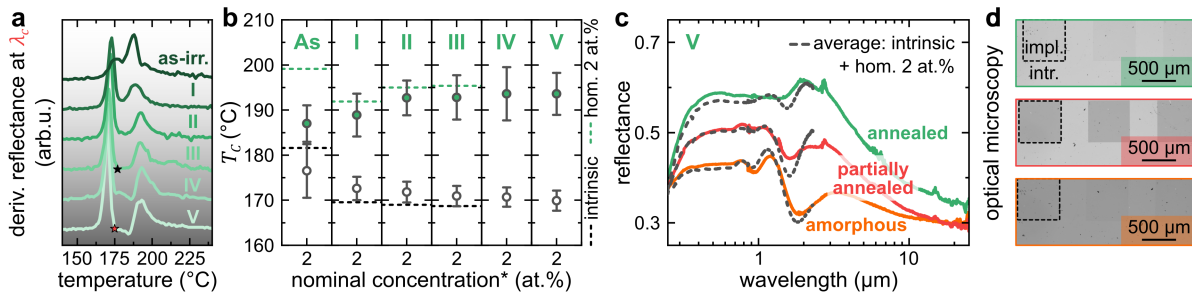 a
deriv. reflectance at λc
(arb.u.)
as-irr.
I
II
III
IV
V
150 175 200 225
temperature (°C)
b
210
200
190
180
170
160
TC (°C)
As I II III IV V
2 2 2 2 2 2
nominal concentration* (at.%)
intrinsic
hom. 2 at.%
c
V
average: intrinsic
+ hom. 2 at.%
0.7
0.5
0.3
reflectance
annealed
partially
annealed
amorphous
1 10
wavelength (µm)
d
optical microscopy
impl.
intr.
500 µm
500 µm
500 µm